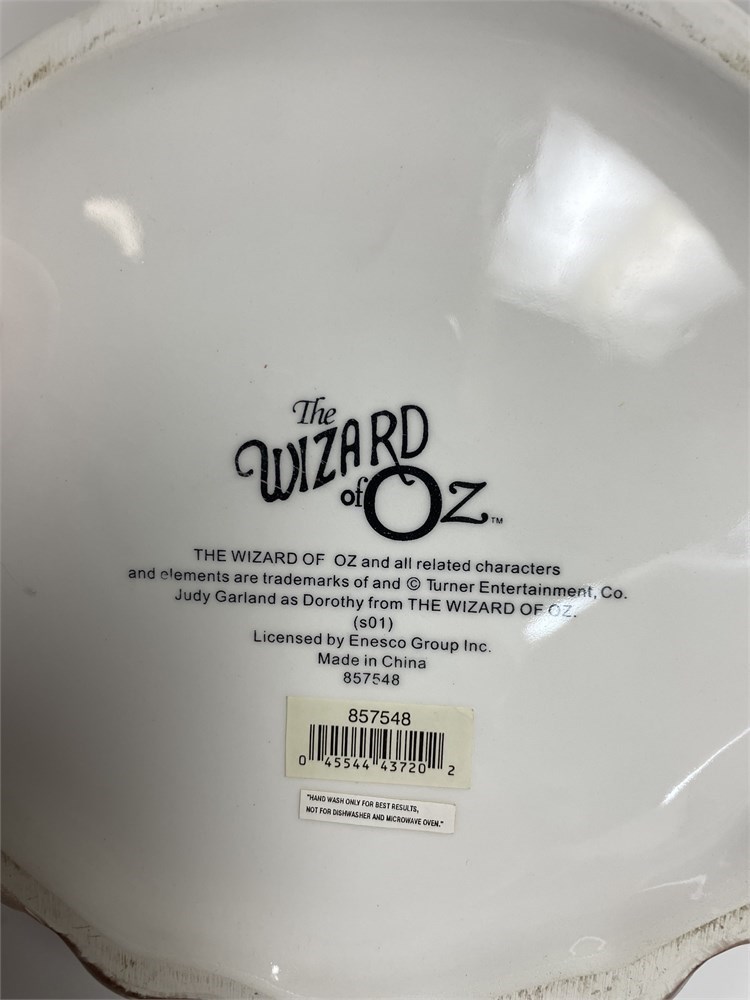 The
WIZARD
of OZ™
THE WIZARD OF OZ and all related characters
and elements are trademarks of and © Turner Entertainment, Co.
Judy Garland as Dorothy from THE WIZARD OF OZ.
(s01)
Licensed by Enesco Group Inc.
Made in China
857548
857548
0 45544 43720 2
"HAND WASH ONLY FOR BEST RESULTS,
NOT FOR DISHWASHER AND MICROWAVE OVEN."